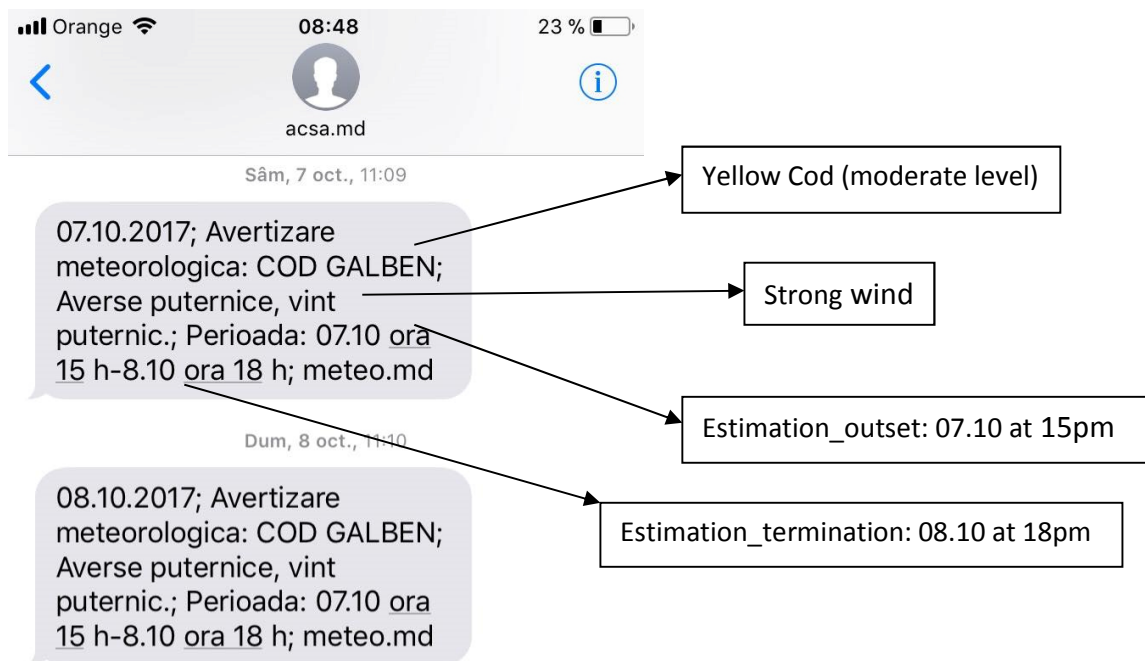 Orange 08:48 23 %
acsa.md
Sâm, 7 oct., 11:09
07.10.2017; Avertizare
meteorologica: COD GALBEN;
Averse puternice, vint
puternic.; Perioada: 07.10 ora
15 h-8.10 ora 18 h; meteo.md
Yellow Cod (moderate level)
Strong wind
Estimation_outset: 07.10 at 15pm
Estimation_termination: 08.10 at 18pm
Dum, 8 oct., 11:10
08.10.2017; Avertizare
meteorologica: COD GALBEN;
Averse puternice, vint
puternic.; Perioada: 07.10 ora
15 h-8.10 ora 18 h; meteo.md